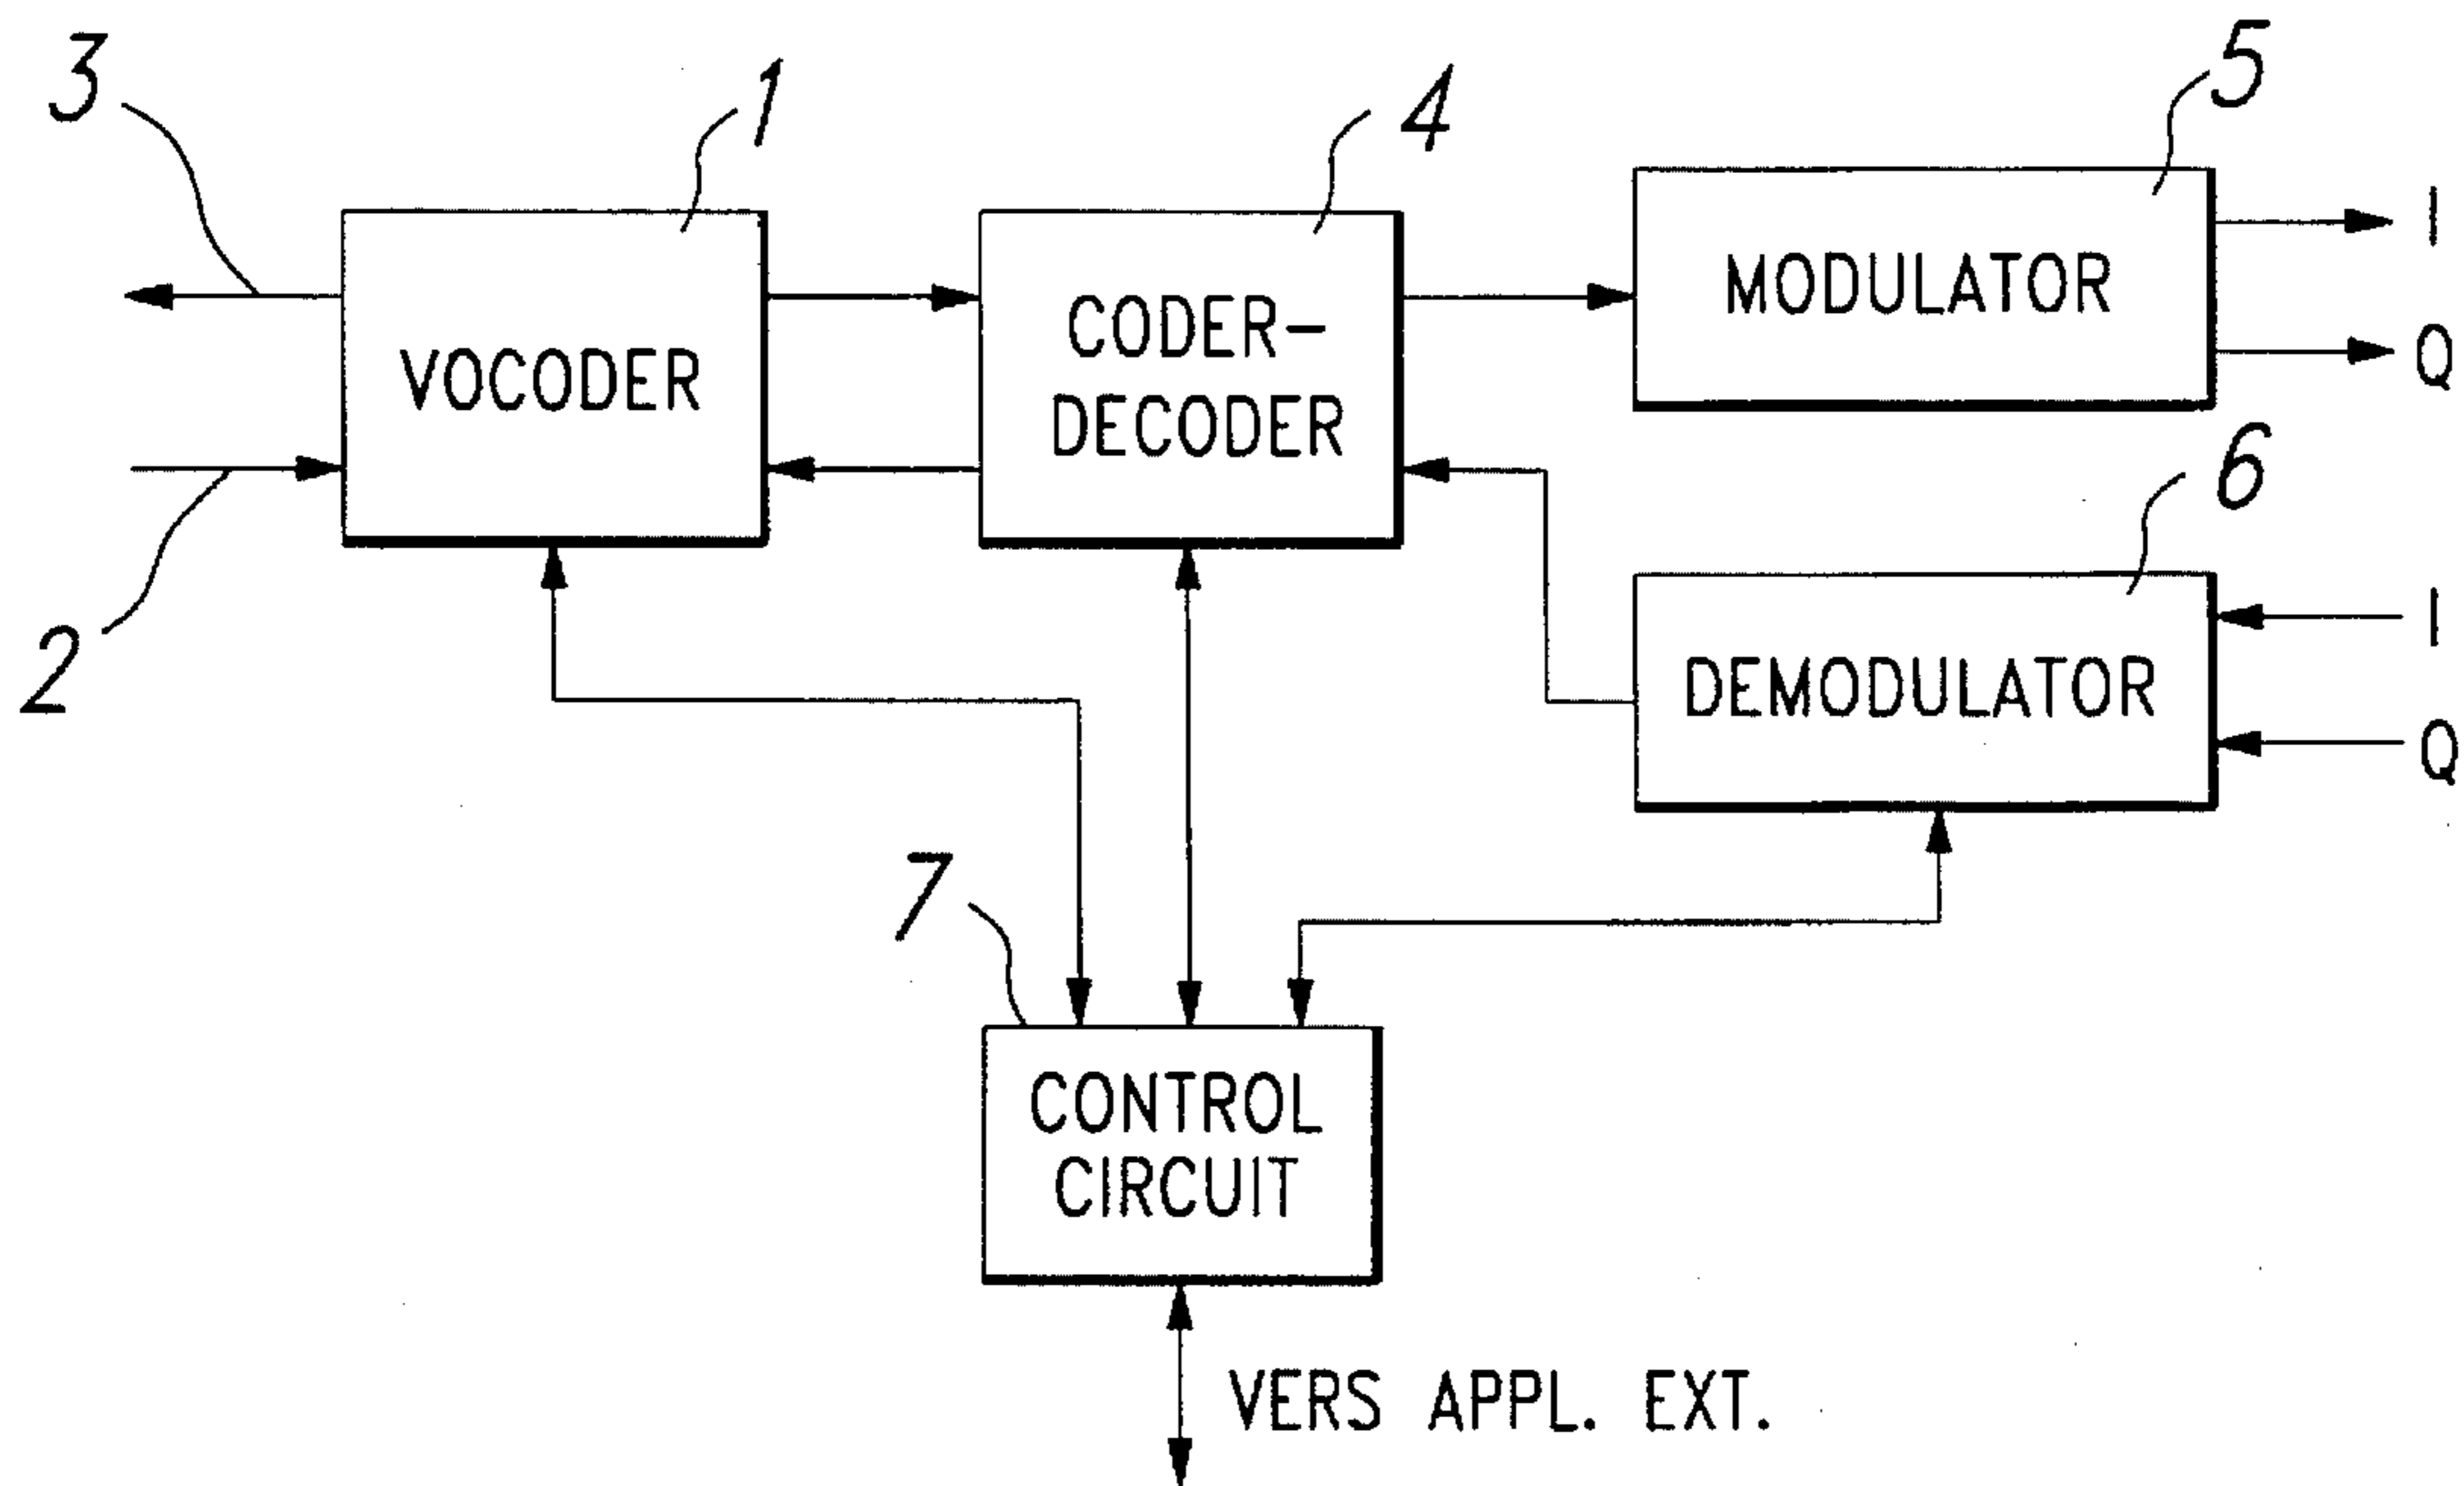 3
1
4
5
VOCODER
CODER-
DECODER
MODULATOR
I
Q
2
6
DEMODULATOR
I
Q
7
CONTROL
CIRCUIT
VERS APPL. EXT.